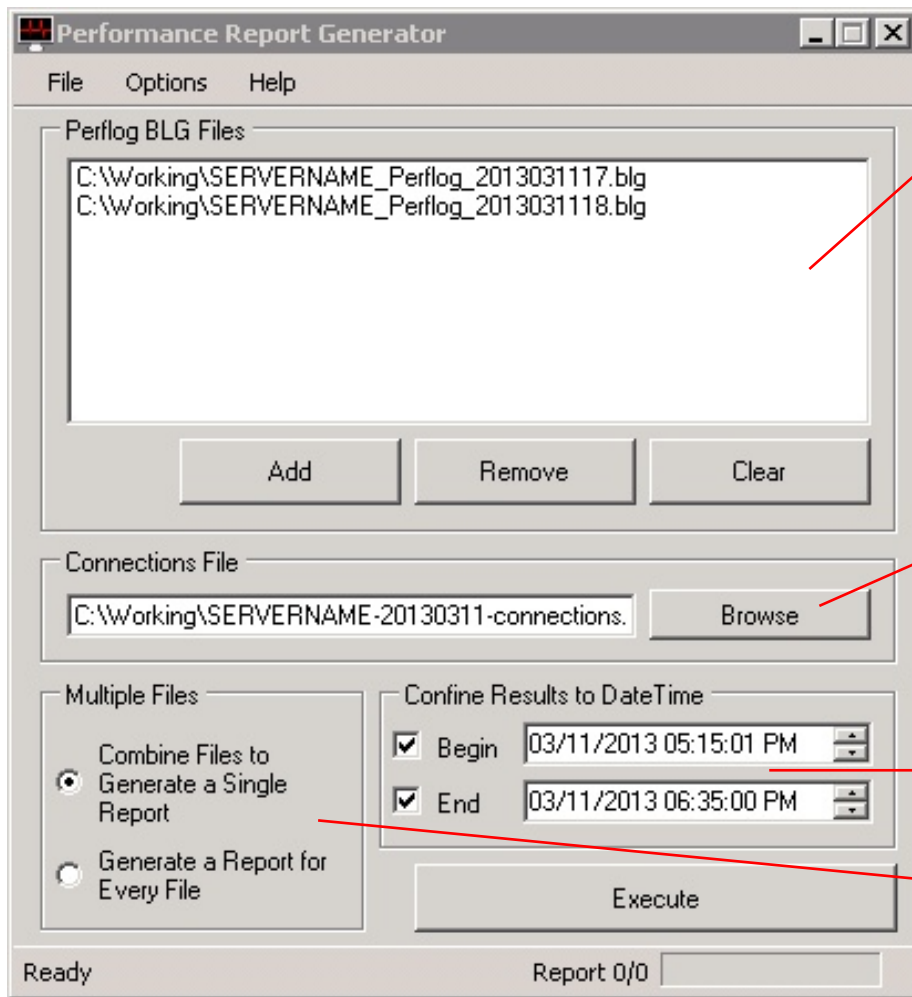 Performance Report Generator
File Options Help
Perflog BLG Files
C:\Working\SERVERNAME_Perflog_2013031117.blg
C:\Working\SERVERNAME_Perflog_2013031118.blg
Add Remove Clear
Connections File
C:\Working\SERVERNAME-20130311-connections.
Browse
Multiple Files
Combine Files to
Generate a Single
Report
Generate a Report for
Every File
Confine Results to DateTime
Begin 03/11/2013 05:15:01 PM
End 03/11/2013 06:35:00 PM
Execute
Ready Report 0/0